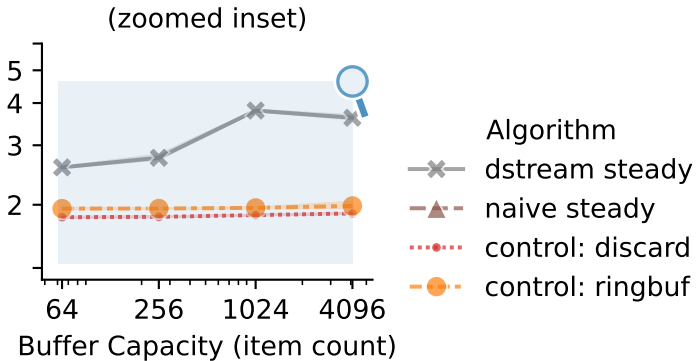 (zoomed inset)
5
4
3
2
64 256 1024 4096
Buffer Capacity (item count)
Algorithm
dstream steady
naive steady
control: discard
control: ringbuf